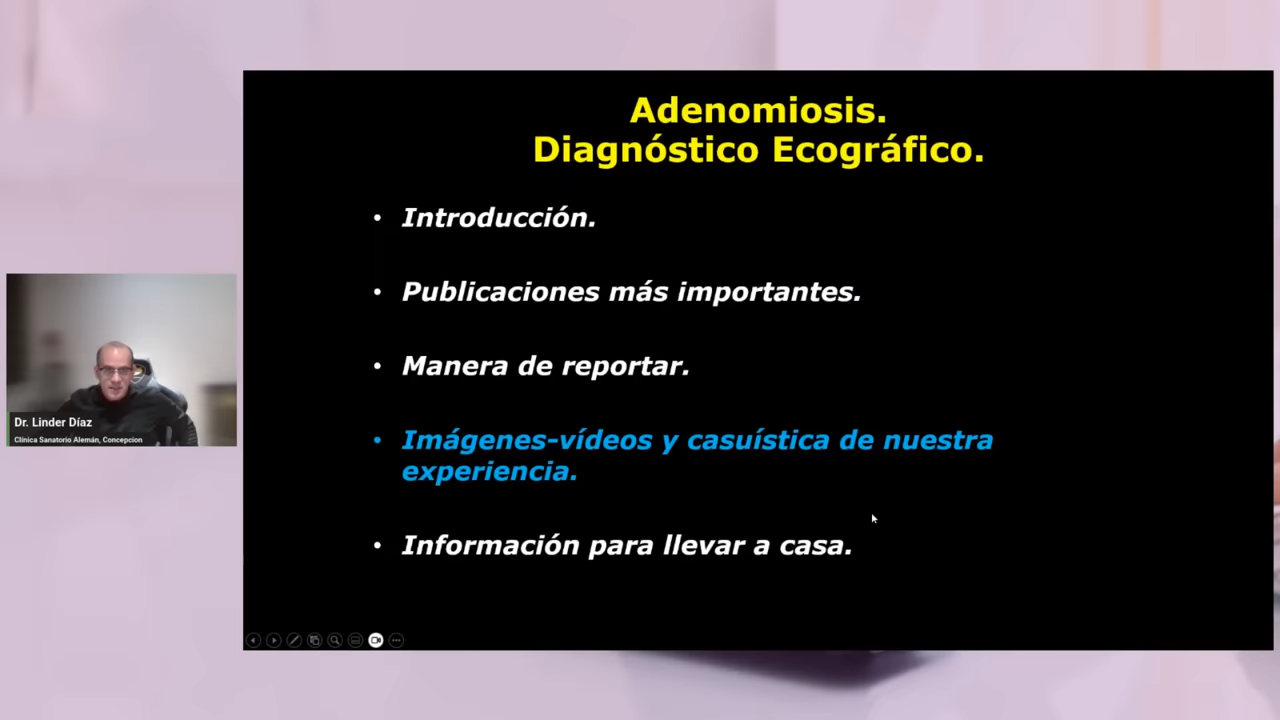 Adenomiosis.
Diagnóstico Ecográfico.
• Introducción.
• Publicaciones más importantes.
• Manera de reportar.
• Imágenes-vídeos y casuística de nuestra
experiencia.
• Información para llevar a casa.
Dr. Linder Díaz
Clínica Sanatorio Alemán, Concepcion